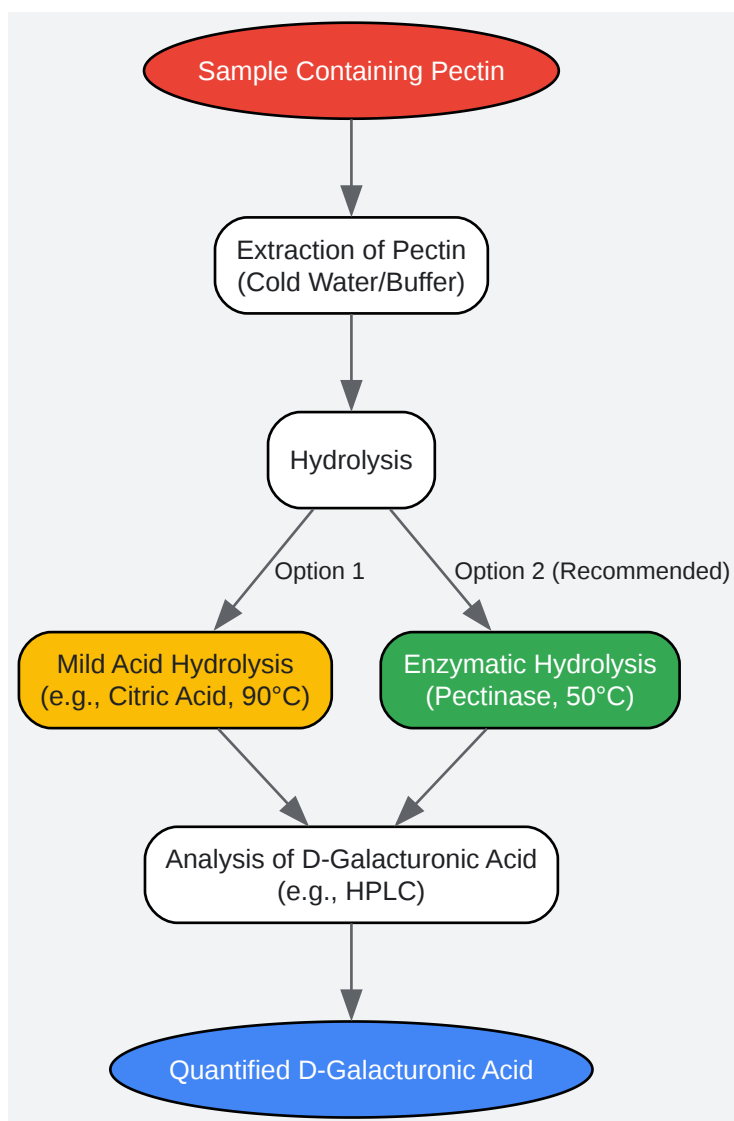 Sample Containing Pectin
Extraction of Pectin
(Cold Water/Buffer)
Hydrolysis
Option 1
Option 2 (Recommended)
Mild Acid Hydrolysis
(e.g., Citric Acid, 90°C)
Enzymatic Hydrolysis
(Pectinase, 50°C)
Analysis of D-Galacturonic Acid
(e.g., HPLC)
Quantified D-Galacturonic Acid